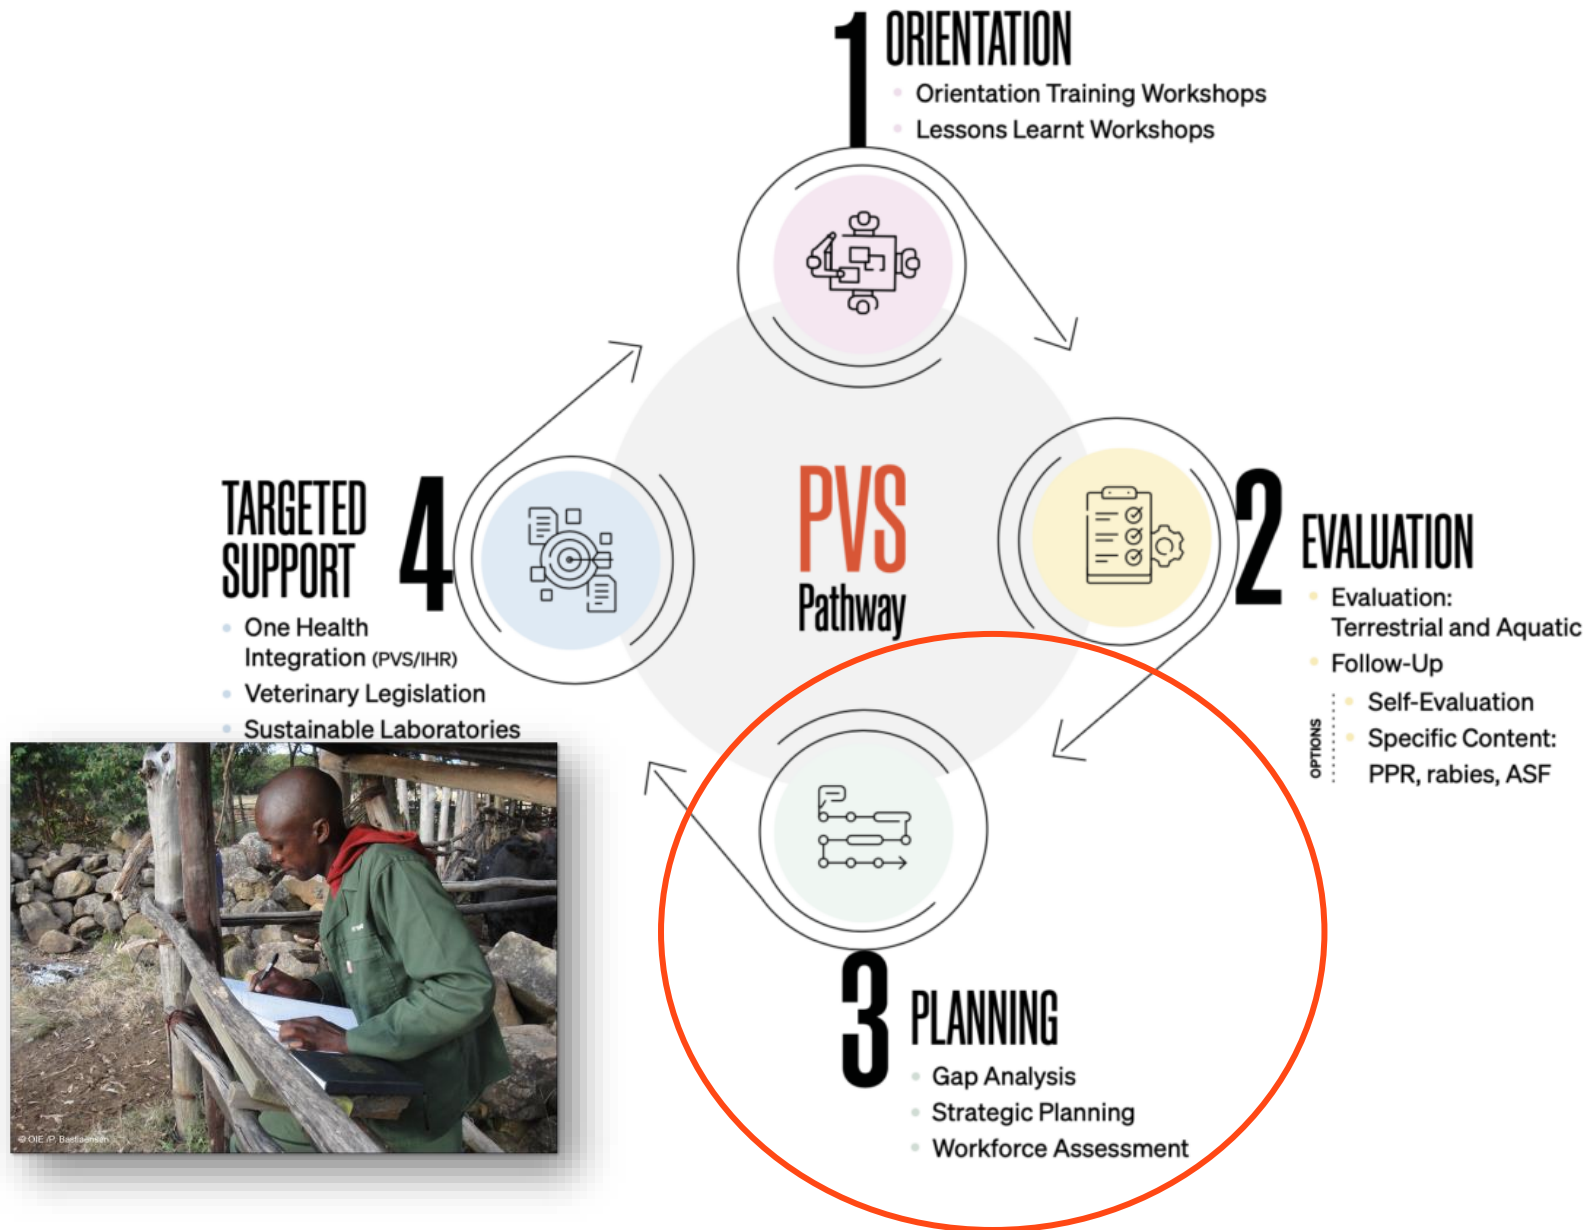 1 ORIENTATION
Orientation Training Workshops
Lessons Learnt Workshops
PVS
Pathway
2 EVALUATION
Evaluation:
Terrestrial and Aquatic
Follow-Up
OPTIONS
Self-Evaluation
Specific Content:
PPR, rabies, ASF
3 PLANNING
Gap Analysis
Strategic Planning
Workforce Assessment
TARGETED
SUPPORT 4
One Health
Integration (PVS/IHR)
Veterinary Legislation
Sustainable Laboratories
© OIE /P. Bastiaensen